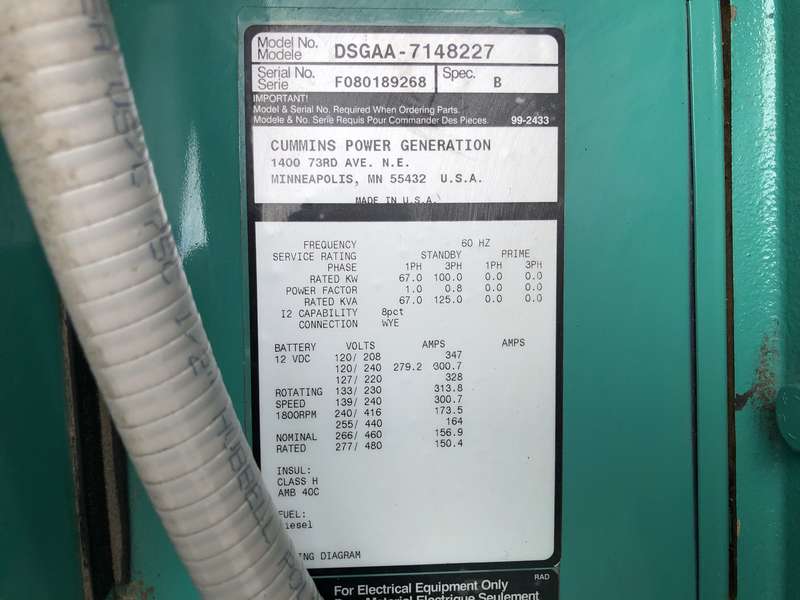 Model No. DSGAA-7148227
Modele
Serial No. F080189268 Spec. B
Serie
IMPORTANT!
Model & Serial No. Required When Ordering Parts.
Modele & No. Serie Requis Pour Commander Des Pieces. 99-2433
CUMMINS POWER GENERATION
1400 73RD AVE. N.E.
MINNEAPOLIS, MN 55432 U.S.A.
MADE IN U.S.A.
FREQUENCY 60 HZ
SERVICE RATING STANDBY PRIME
PHASE 1PH 3PH 1PH 3PH
RATED KW 67.0 100.0 0.0 0.0
POWER FACTOR 1.0 0.8 0.0 0.0
RATED KVA 67.0 125.0 0.0 0.0
I2 CAPABILITY 8pct
CONNECTION WYE
BATTERY VOLTS AMPS AMPS
12 VDC 120/ 208 347
120/ 240 279.2 300.7
127/ 220 328
ROTATING 133/ 230 313.8
SPEED 139/ 240 300.7
1800RPM 240/ 416 173.5
255/ 440 164
NOMINAL 266/ 460 156.9
RATED 277/ 480 150.4
INSUL:
CLASS H
AMB 40C
FUEL:
iesel
ING DIAGRAM
RAD
For Electrical Equipment Only
Materiel Electrique Seulement
HUBBELL